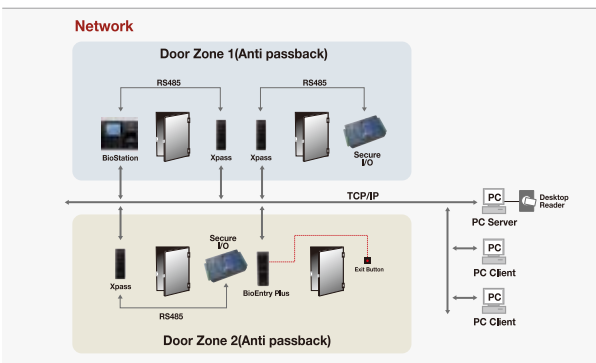 Network
Door Zone 1(Anti passback)
RS485
RS485
BioStation
Xpass
Xpass
Secure
I/O
TCP/IP
PC
Desktop
Reader
PC Server
Secure
I/O
PC
Exit Button
PC Client
Xpass
BioEntry Plus
RS485
PC
PC Client
Door Zone 2(Anti passback)